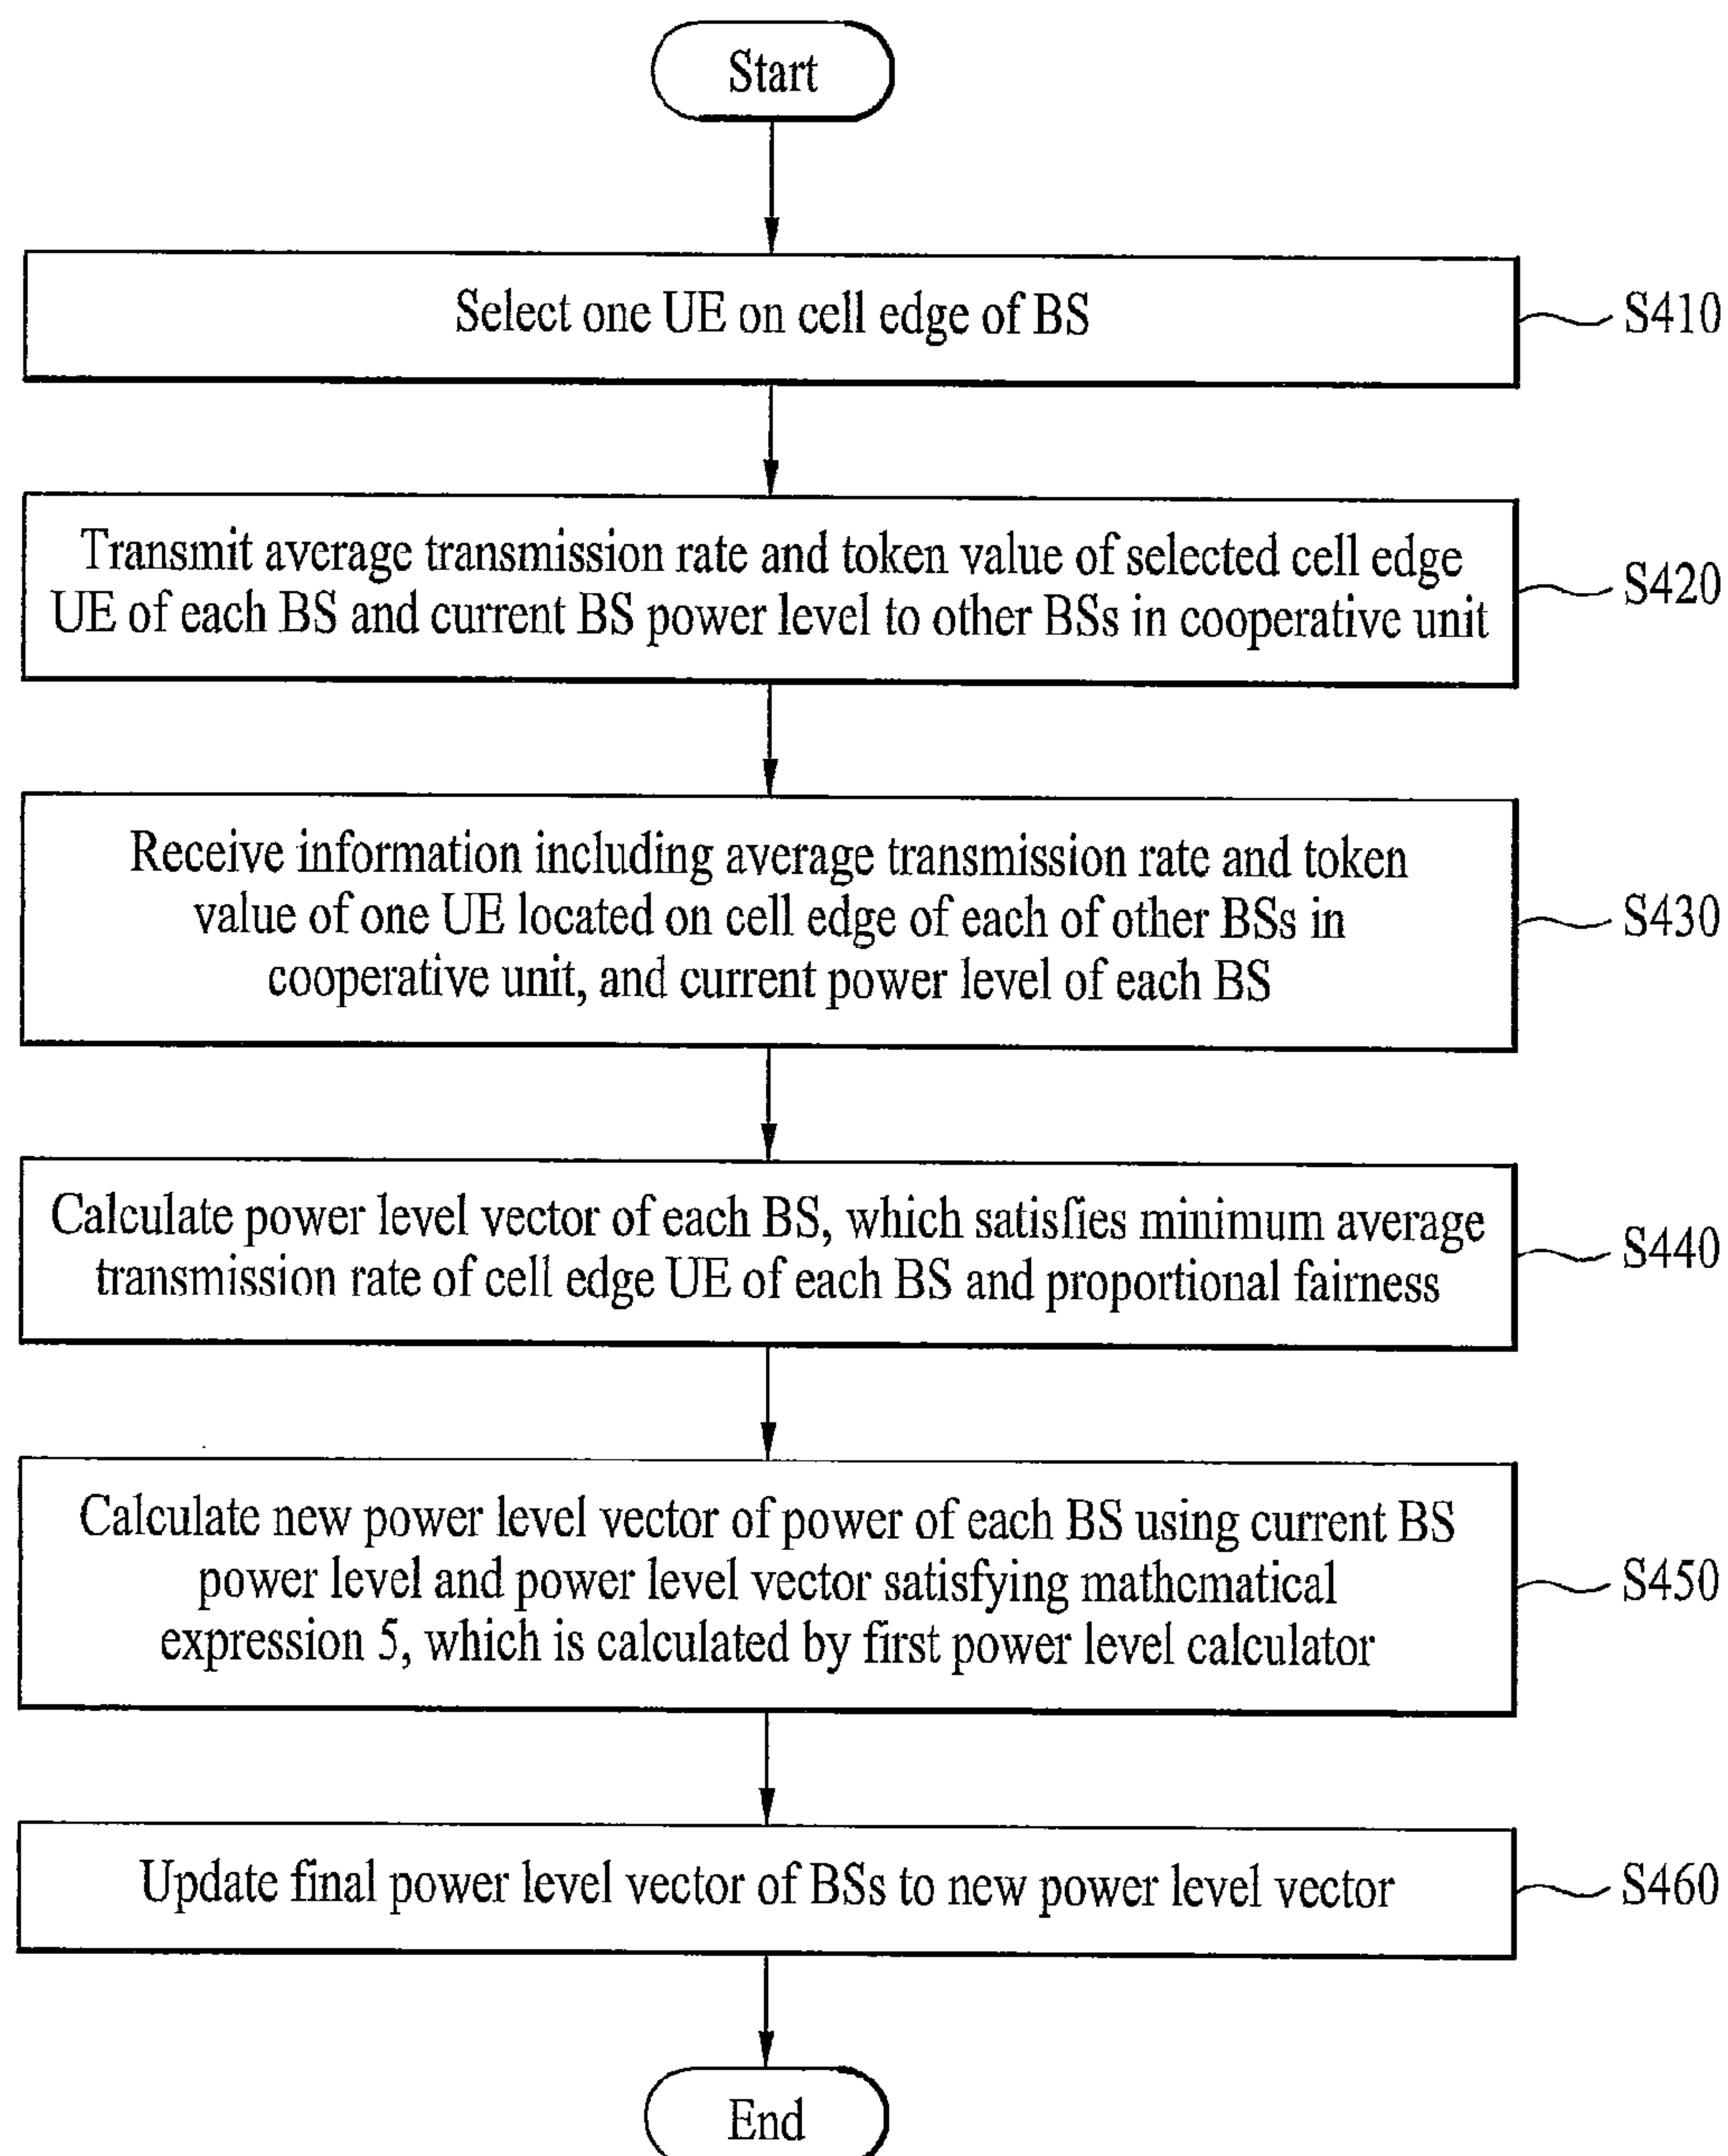 Start
Select one UE on cell edge of BS
S410
Transmit average transmission rate and token value of selected cell edge
UE of each BS and current BS power level to other BSs in cooperative unit
S420
Receive information including average transmission rate and token
value of one UE located on cell edge of each of other BSs in
cooperative unit, and current power level of each BS
S430
Calculate power level vector of each BS, which satisfies minimum average
transmission rate of cell edge UE of each BS and proportional fairness
S440
Calculate new power level vector of power of each BS using current BS
power level and power level vector satisfying mathematical
expression 5, which is calculated by first power level calculator
S450
Update final power level vector of BSs to new power level vector
S460
End